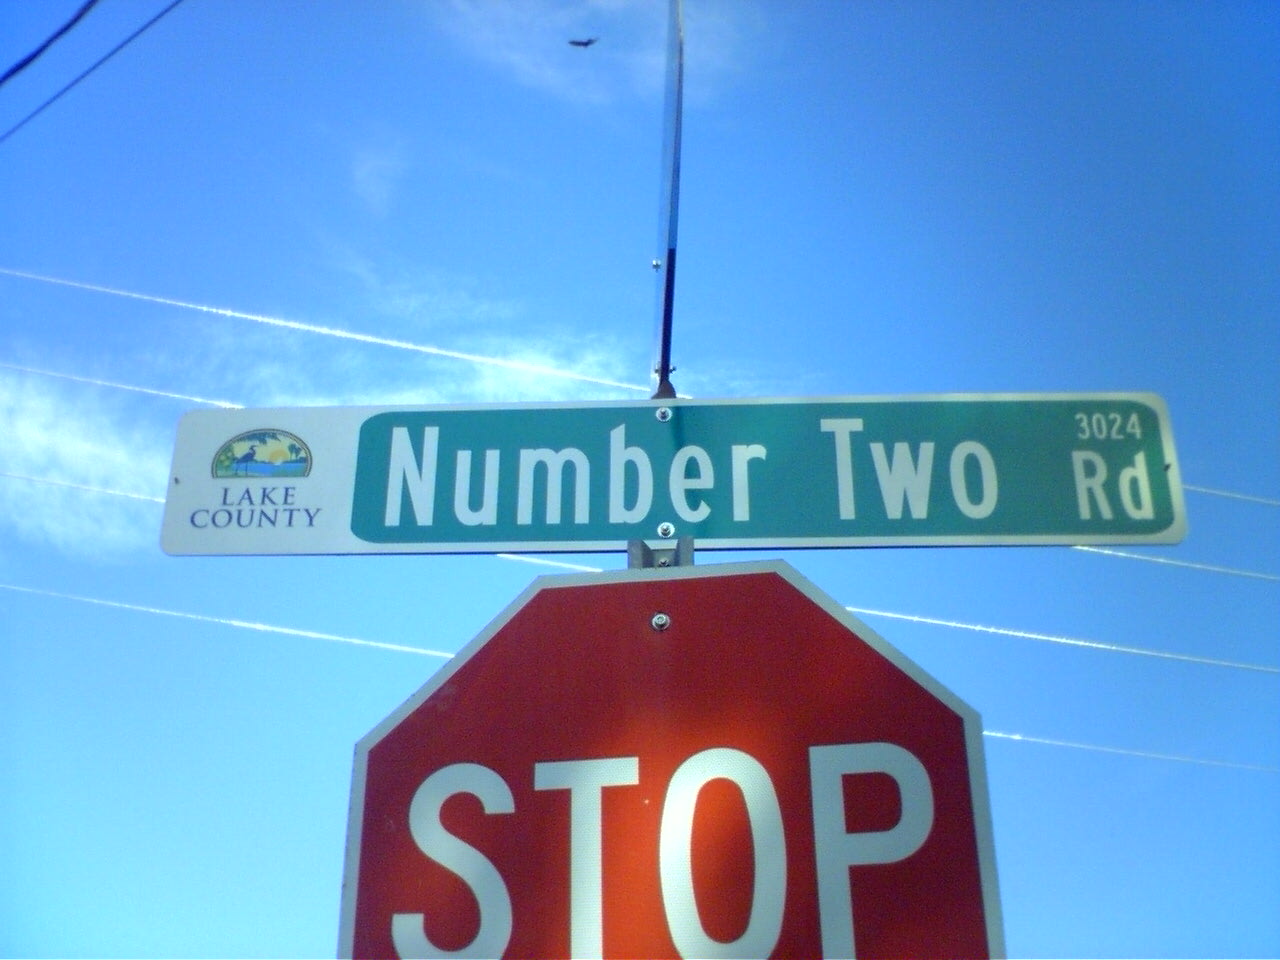 LAKE
COUNTY
Number Two Rd
3024
STOP